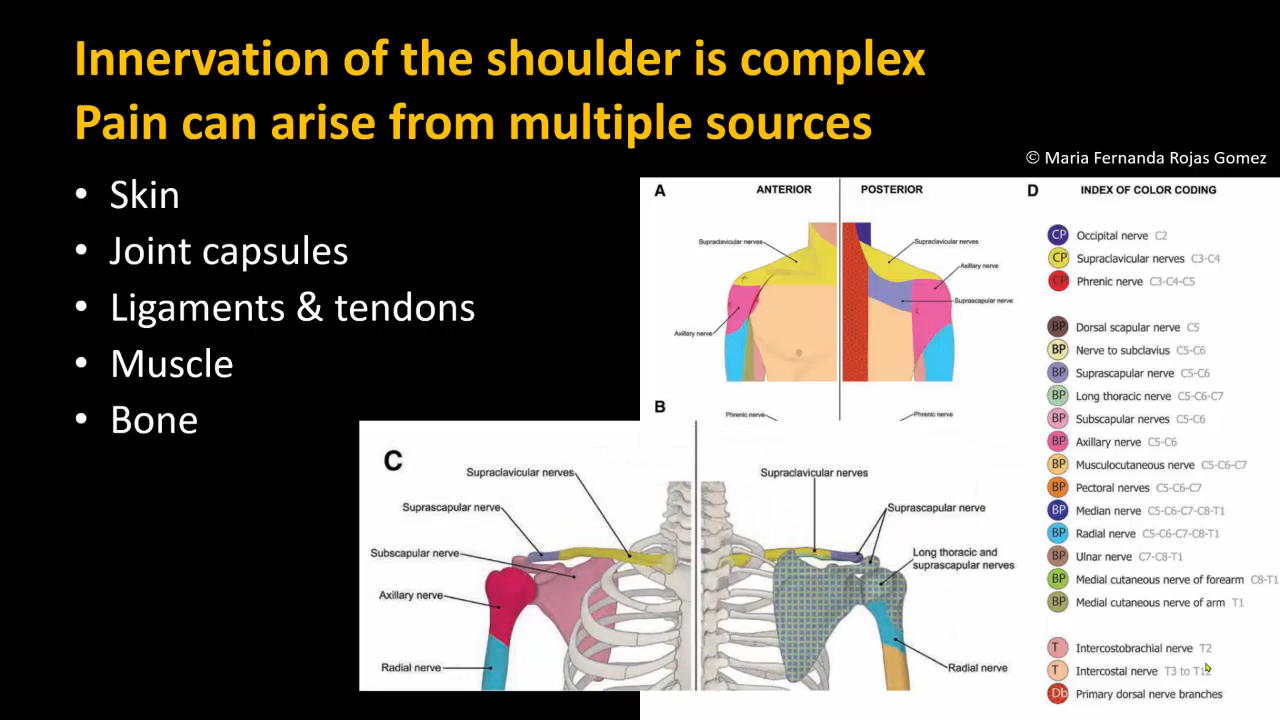 Innervation of the shoulder is complex
Pain can arise from multiple sources
© Maria Fernanda Rojas Gomez
• Skin
• Joint capsules
• Ligaments & tendons
• Muscle
• Bone
A
ANTERIOR
POSTERIOR
Supraclavicular nerves
Supraclavicular nerves
Axillary nerve
Suprascapular nerve
Axillary nerve
B
Phrenic nerve
Phrenic nerve
C
Supraclavicular nerves
Supraclavicular nerves
Suprascapular nerve
Suprascapular nerve
Subscapular nerve
Long thoracic and
suprascapular nerves
Axillary nerve
Radial nerve
Radial nerve
D
INDEX OF COLOR CODING
CP Occipital nerve C2
CP Supraclavicular nerves C3-C4
CP Phrenic nerve C3-C4-C5
BP Dorsal scapular nerve C5
BP Nerve to subclavius C5-C6
BP Suprascapular nerve C5-C6
BP Long thoracic nerve C5-C6-C7
BP Subscapular nerves C5-C6
BP Axillary nerve C5-C6
BP Musculocutaneous nerve C5-C6-C7
BP Pectoral nerves C5-C6-C7
BP Median nerve C5-C6-C7-C8-T1
BP Radial nerve C5-C6-C7-C8-T1
BP Ulnar nerve C7-C8-T1
BP Medial cutaneous nerve of forearm C8-T1
BP Medial cutaneous nerve of arm T1
T Intercostobrachial nerve T2
T Intercostal nerve T3 to T12
Db Primary dorsal nerve branches